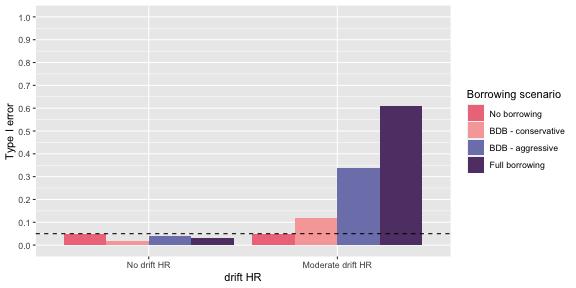 1.0
0.9
0.8
0.7
0.6
0.5
0.4
0.3
0.2
0.1
0.0
Type I error
No drift HR
Moderate drift HR
drift HR
Borrowing scenario
No borrowing
BDB - conservative
BDB - aggressive
Full borrowing